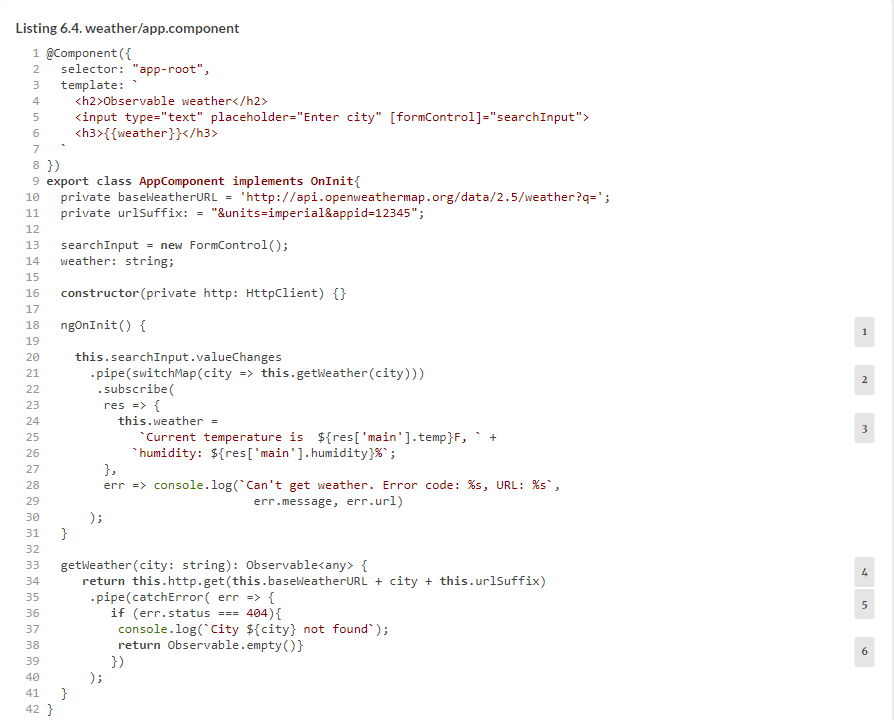 Listing 6.4. weather/app.component
1 @Component({
2   selector: "app-root",
3   template: `
4     <h2>Observable weather</h2>
5     <input type="text" placeholder="Enter city" [formControl]="searchInput">
6     <h3>{{weather}}</h3>
7   `
8 })
9 export class AppComponent implements OnInit{
10   private baseWeatherURL = 'http://api.openweathermap.org/data/2.5/weather?q=';
11   private urlSuffix: = "&units=imperial&appid=12345";
12
13   searchInput = new FormControl();
14   weather: string;
15
16   constructor(private http: HttpClient) {}
17
18   ngOnInit() { 1
19
20     this.searchInput.valueChanges
21       .pipe(switchMap(city => this.getWeather(city))) 2
22        .subscribe(
23         res => {
24           this.weather = 3
25              `Current temperature is  ${res['main'].temp}F, ` +
26             `humidity: ${res['main'].humidity}%`;
27         },
28         err => console.log(`Can't get weather. Error code: %s, URL: %s`,
29                              err.message, err.url)
30       );
31   }
32
33   getWeather(city: string): Observable<any> { 4
34      return this.http.get(this.baseWeatherURL + city + this.urlSuffix)
35       .pipe(catchError( err => { 5
36          if (err.status === 404){
37           console.log(`City ${city} not found`);
38           return Observable.empty()} 6
39          })
40       );
41   }
42 }